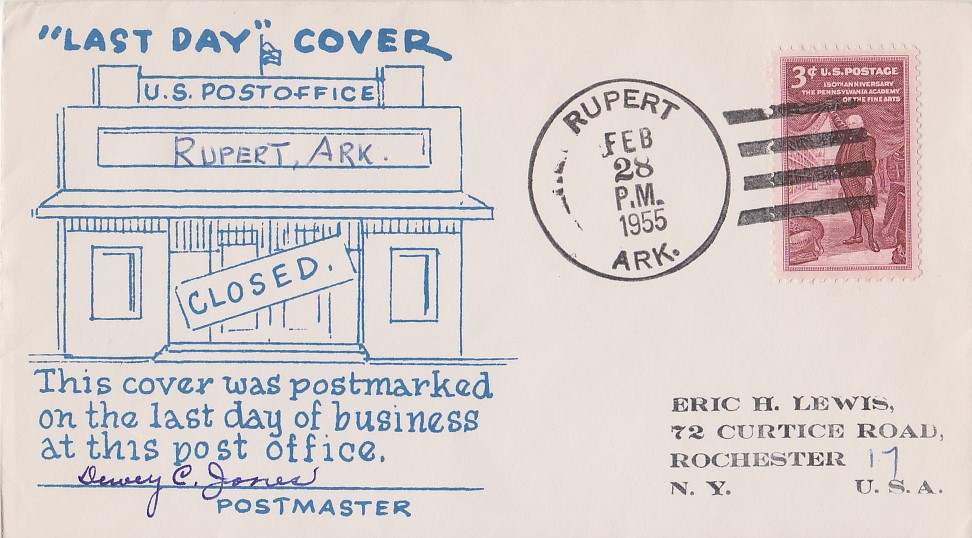 "LAST DAY" COVER
U.S. POSTOFFICE
RUPERT, ARK.
CLOSED.
This cover was postmarked
on the last day of business
at this post office.
Dewey C. Jones
POSTMASTER
RUPERT
FEB
28
P.M.
1955
ARK.
3¢ U.S. POSTAGE
150TH ANNIVERSARY
THE PENNSYLVANIA ACADEMY
OF THE FINE ARTS
ERIC H. LEWIS,
72 CURTICE ROAD,
ROCHESTER 17
N. Y. U. S. A.